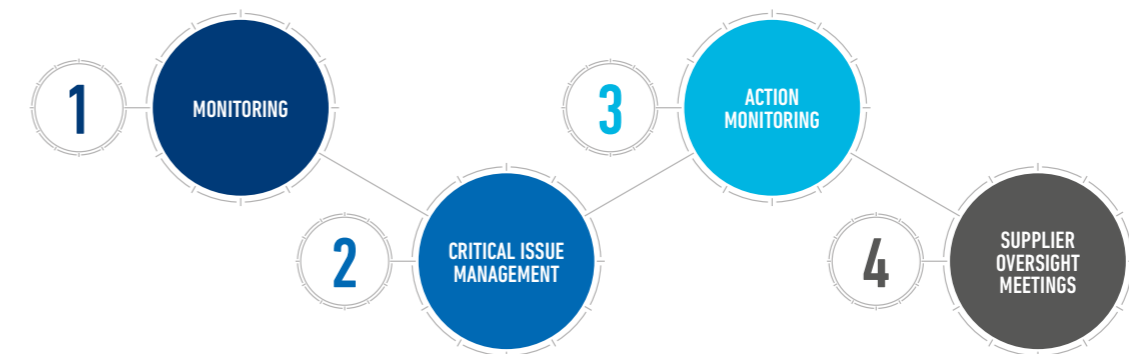 1
MONITORING
2
CRITICAL ISSUE
MANAGEMENT
3
ACTION
MONITORING
4
SUPPLIER
OVERSIGHT
MEETINGS